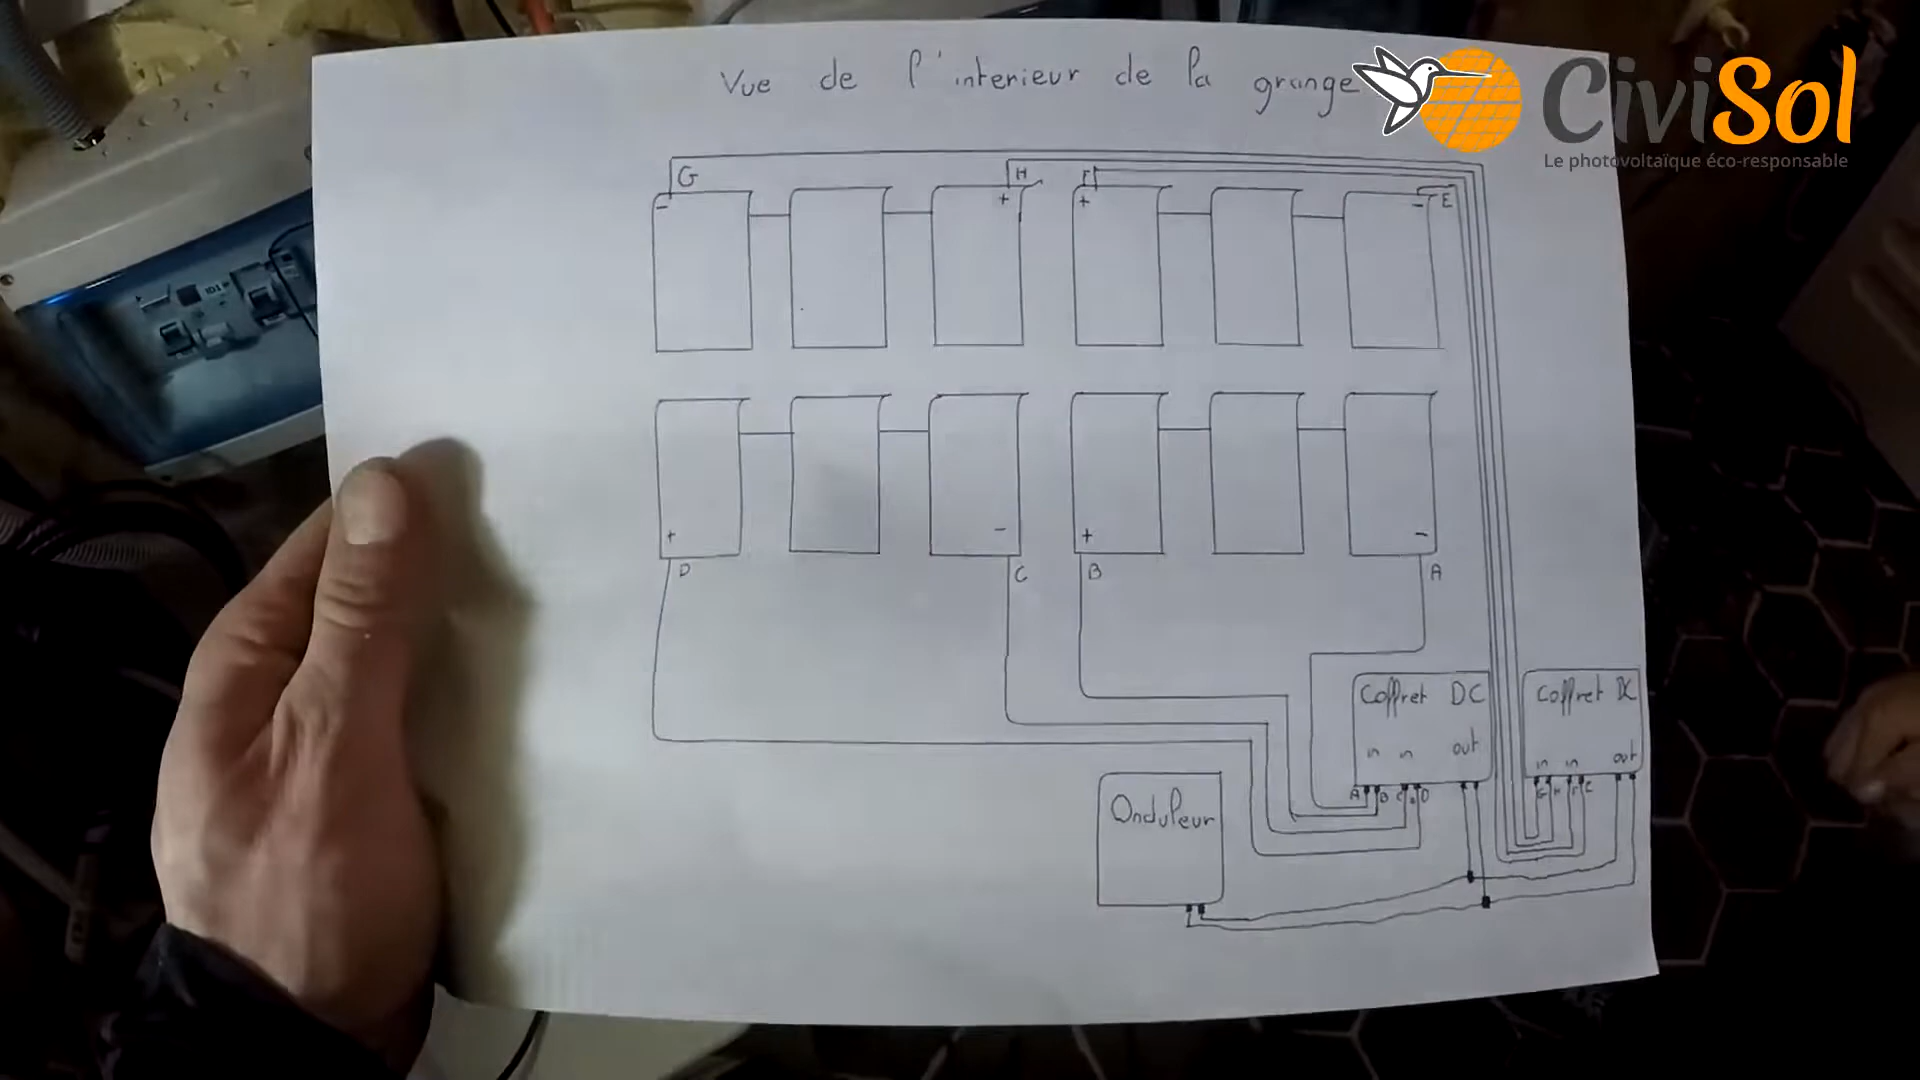 Vue de l'interieur de la grange
CiviSol
Le photovoltaïque éco-responsable
G H F E
- + + -
+ - + -
D C B A
Coffret DC
in in out
A B C D
Coffret DC
in in out
G H F E
Onduleur
ID1